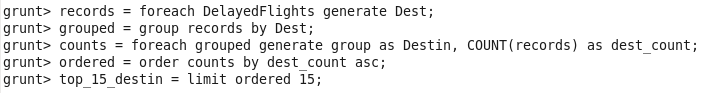 grunt> records = foreach DelayedFlights generate Dest;
grunt> grouped = group records by Dest;
grunt> counts = foreach grouped generate group as Destin, COUNT(records) as dest_count;
grunt> ordered = order counts by dest_count asc;
grunt> top_15_destin = limit ordered 15;